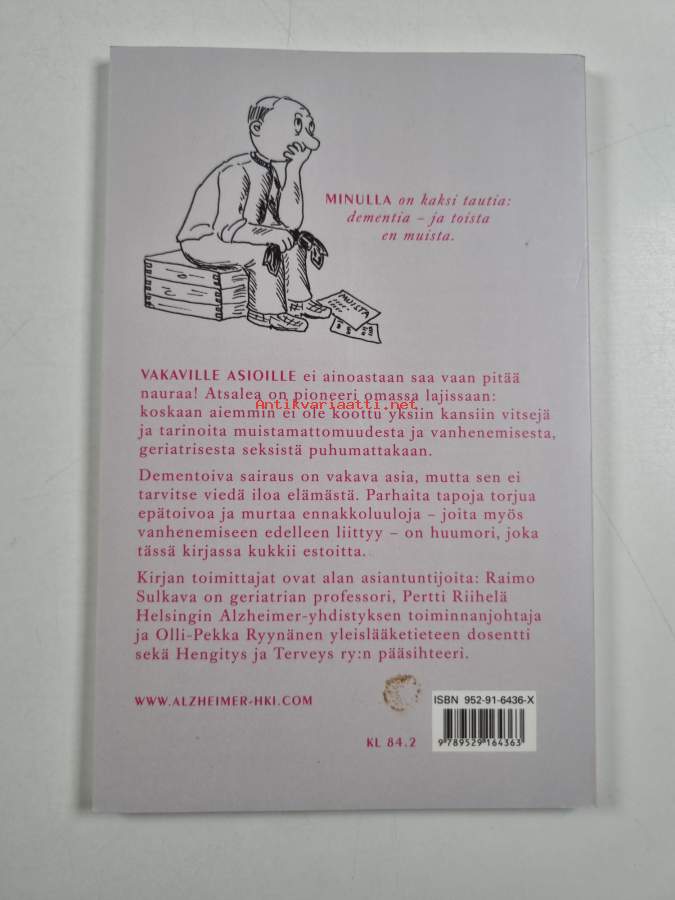 MINULLA on kaksi tautia:
dementia – ja toista
en muista.
MUISTA
VAKAVILLE ASIOILLE ei ainoastaan saa vaan pitää
nauraa! Atsalea on pioneeri omassa lajissaan:
koskaan aiemmin ei ole koottu yksiin kansiin vitsejä
Antikvariaatti.net
ja tarinoita muistamattomuudesta ja vanhenemisesta,
geriatrisesta seksistä puhumattakaan.
Dementoiva sairaus on vakava asia, mutta sen ei
tarvitse viedä iloa elämästä. Parhaita tapoja torjua
epätoivoa ja murtaa ennakkoluuloja – joita myös
vanhenemiseen edelleen liittyy – on huumori, joka
tässä kirjassa kukkii estoitta.
Kirjan toimittajat ovat alan asiantuntijoita: Raimo
Sulkava on geriatrian professori, Pertti Riihelä
Helsingin Alzheimer-yhdistyksen toiminnanjohtaja
ja Olli-Pekka Ryynänen yleislääketieteen dosentti
sekä Hengitys ja Terveys ry:n pääsihteeri.
WWW.ALZHEIMER-HKI.COM
ISBN 952-91-6436-X
KL 84.2
9 789529 164363